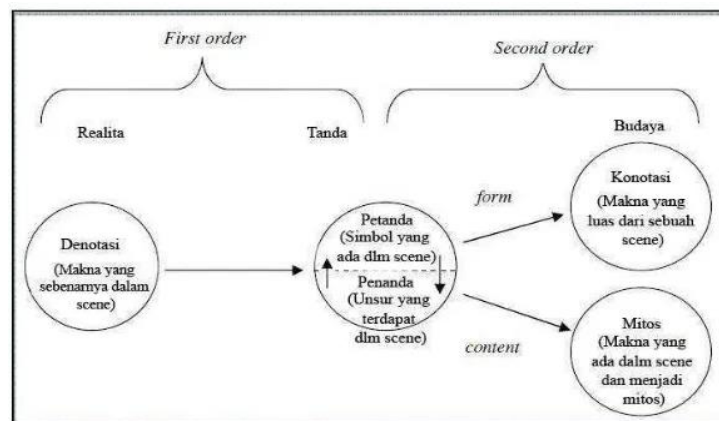 First order
Second order
Realita
Tanda
Budaya
Denotasi
(Makna yang
sebenarnya dalam
scene)
Petanda
(Simbol yang
ada dlm scene)
Penanda
(Unsur yang
terdapat
dlm scene)
form
content
Konotasi
(Makna yang
luas dari sebuah
scene)
Mitos
(Makna yang
ada dalm scene
dan menjadi
mitos)